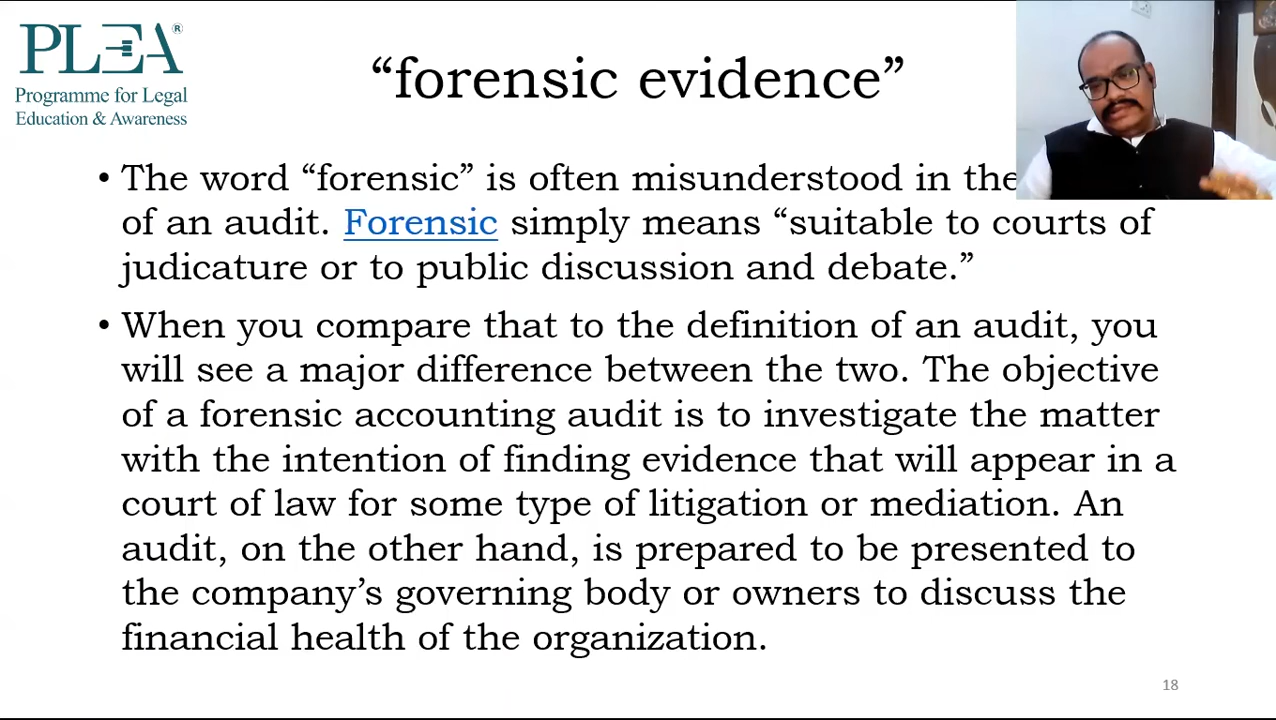 PLEA®
Programme for Legal
Education & Awareness
“forensic evidence”
• The word “forensic” is often misunderstood in the
of an audit. Forensic simply means “suitable to courts of
judicature or to public discussion and debate.”
• When you compare that to the definition of an audit, you
will see a major difference between the two. The objective
of a forensic accounting audit is to investigate the matter
with the intention of finding evidence that will appear in a
court of law for some type of litigation or mediation. An
audit, on the other hand, is prepared to be presented to
the company’s governing body or owners to discuss the
financial health of the organization.
18